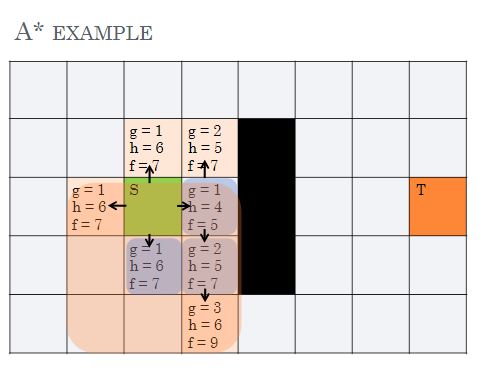 A* EXAMPLE
g = 1
h = 6
f = 7
g = 2
h = 5
f = 7
g = 1
h = 6
f = 7
S
g = 1
h = 4
f = 5
T
g = 1
h = 6
f = 7
g = 2
h = 5
f = 7
g = 3
h = 6
f = 9